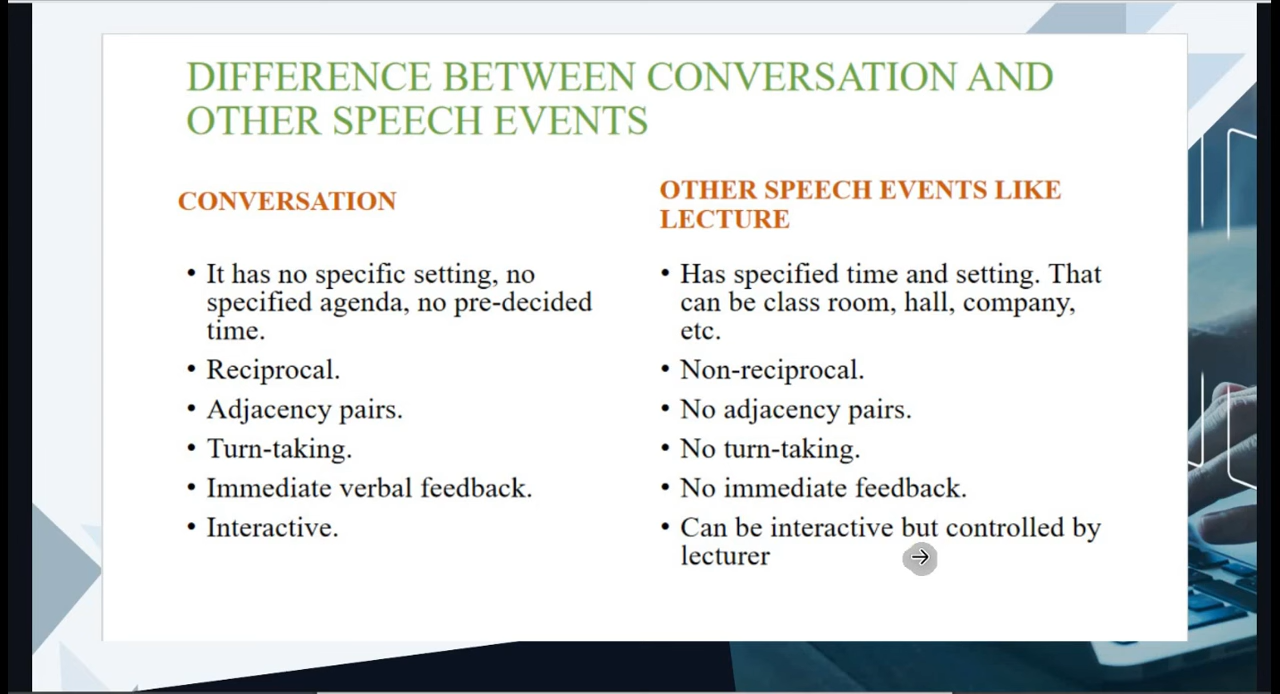 DIFFERENCE BETWEEN CONVERSATION AND
OTHER SPEECH EVENTS
CONVERSATION
• It has no specific setting, no
specified agenda, no pre-decided
time.
• Reciprocal.
• Adjacency pairs.
• Turn-taking.
• Immediate verbal feedback.
• Interactive.
OTHER SPEECH EVENTS LIKE
LECTURE
• Has specified time and setting. That
can be class room, hall, company,
etc.
• Non-reciprocal.
• No adjacency pairs.
• No turn-taking.
• No immediate feedback.
• Can be interactive but controlled by
lecturer